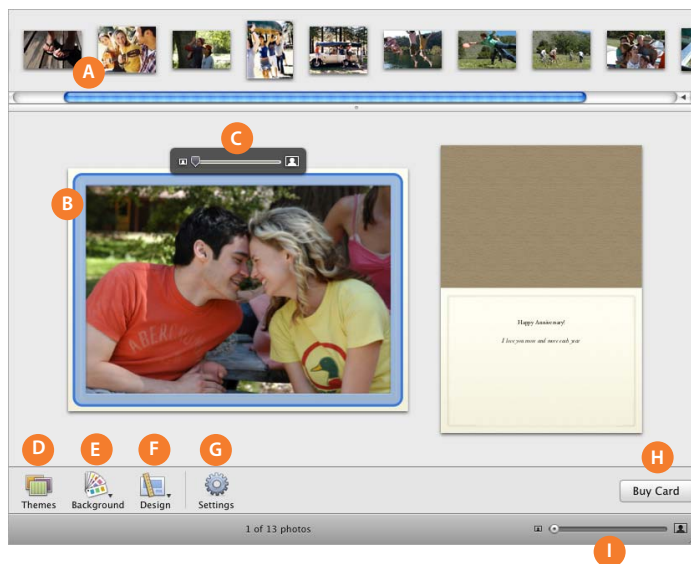 A
C
B
ABERCROMBIE
Happy Anniversary!
I love you more and more each year
D
E
F
G
H
Themes
Background
Design
Settings
Buy Card
1 of 13 photos
I